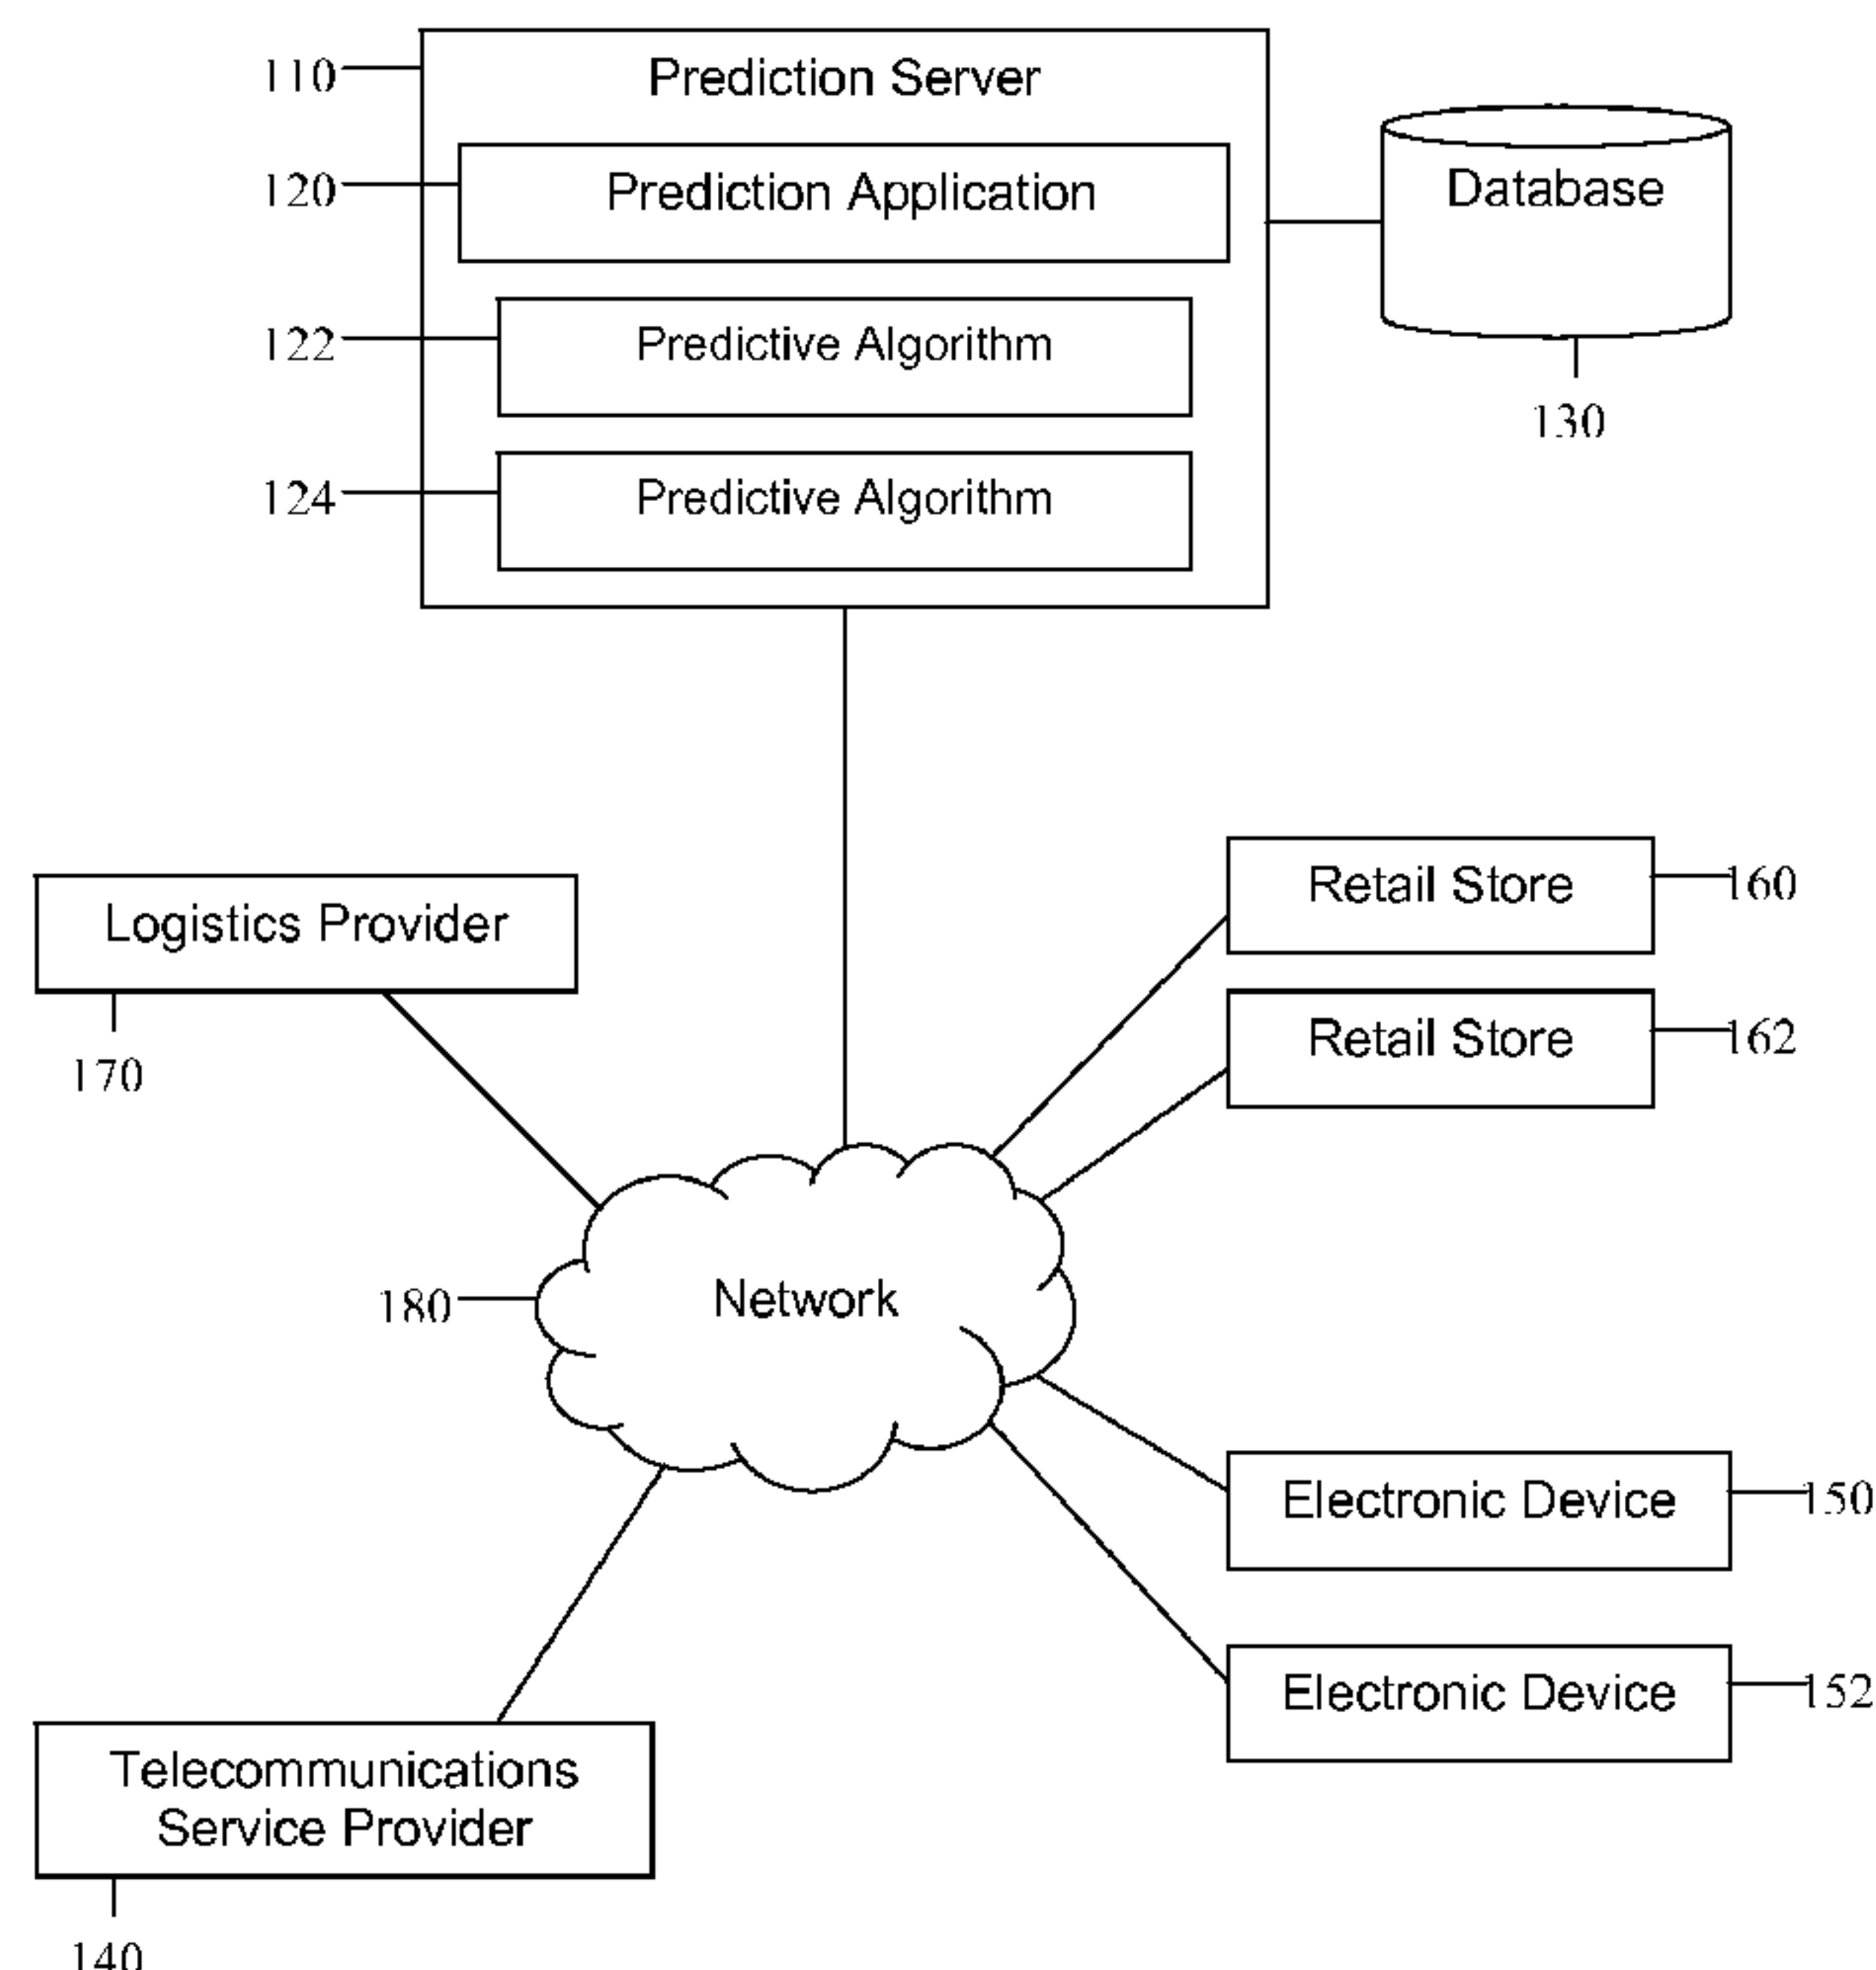 110
Prediction Server
120
Prediction Application
Database
122
Predictive Algorithm
130
124
Predictive Algorithm
Retail Store
160
Logistics Provider
Retail Store
162
170
180
Network
Electronic Device
150
Electronic Device
152
Telecommunications
Service Provider
140